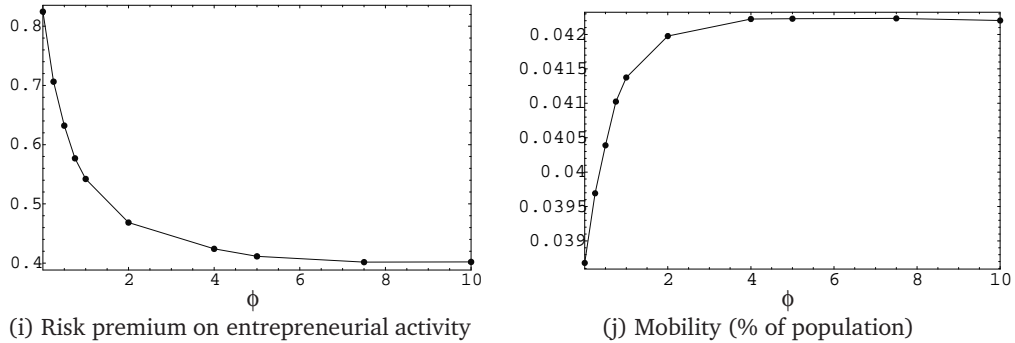 0.8
0.7
0.6
0.5
0.4
2 4 6 8 10
ϕ
(i) Risk premium on entrepreneurial activity
0.042
0.0415
0.041
0.0405
0.04
0.0395
0.039
2 4 6 8 10
ϕ
(j) Mobility (% of population)